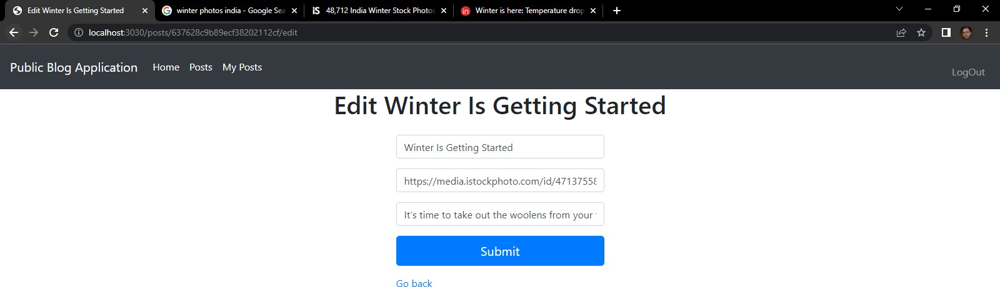 Edit Winter Is Getting Started
winter photos india - Google Sea
iS 48,712 India Winter Stock Photos
in Winter is here: Temperature drop
localhost:3030/posts/637628c9b89ecf38202112cf/edit
Public Blog Application Home Posts My Posts LogOut
Edit Winter Is Getting Started
Winter Is Getting Started
https://media.istockphoto.com/id/47137558
It's time to take out the woolens from your
Submit
Go back